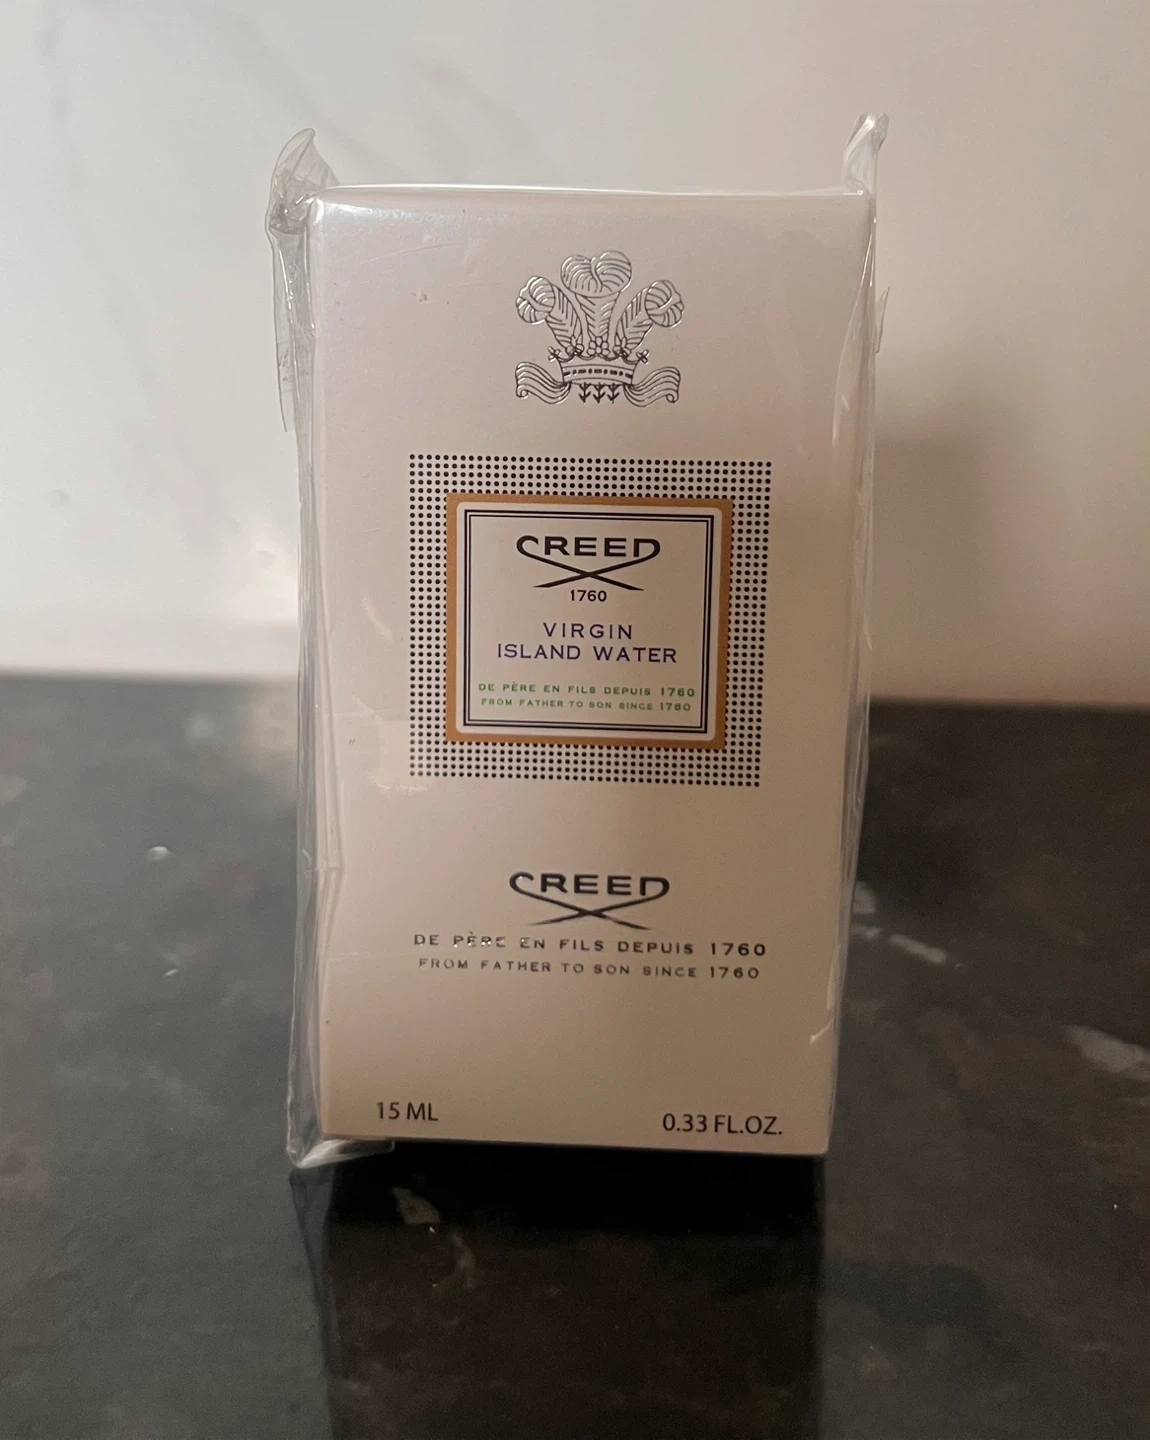 CREED
1760
VIRGIN
ISLAND WATER
DE PÈRE EN FILS DEPUIS 1760
FROM FATHER TO SON SINCE 1760
CREED
DE PÈRE EN FILS DEPUIS 1760
FROM FATHER TO SON SINCE 1760
15 ML
0.33 FL.OZ.